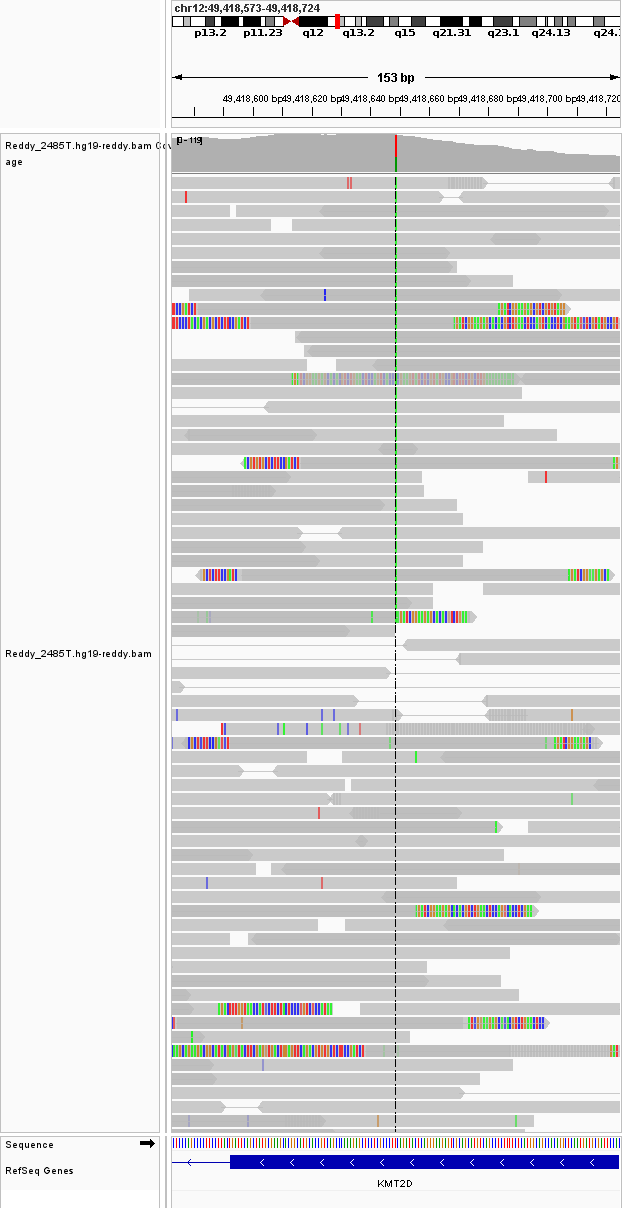 chr12:49,418,573-49,418,724
p13.2 p11.23 q12 q13.2 q15 q21.31 q23.1 q24.13 q24.
153 bp
49,418,600 bp 49,418,620 bp 49,418,640 bp 49,418,660 bp 49,418,680 bp 49,418,700 bp 49,418,720
Reddy_2485T.hg19-reddy.bam Cov
age
[0 - 119]
Reddy_2485T.hg19-reddy.bam
Sequence
RefSeq Genes
KMT2D